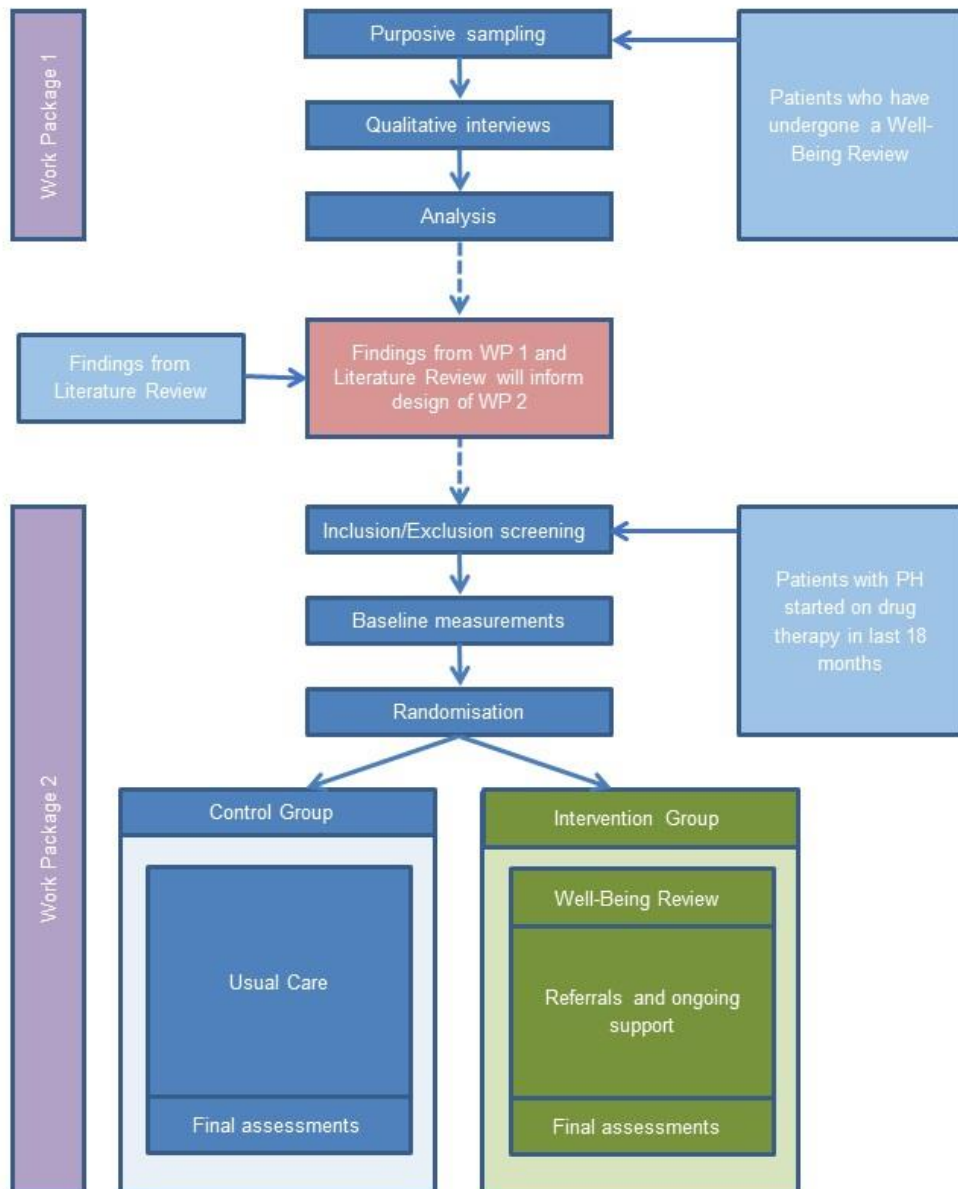 Work Package 1
Purposive sampling
Qualitative interviews
Analysis
Patients who have
undergone a Well-
Being Review
Findings from
Literature Review
Findings from WP 1 and
Literature Review will inform
design of WP 2
Work Package 2
Inclusion/Exclusion screening
Baseline measurements
Randomisation
Patients with PH
started on drug
therapy in last 18
months
Control Group
Usual Care
Final assessments
Intervention Group
Well-Being Review
Referrals and ongoing
support
Final assessments